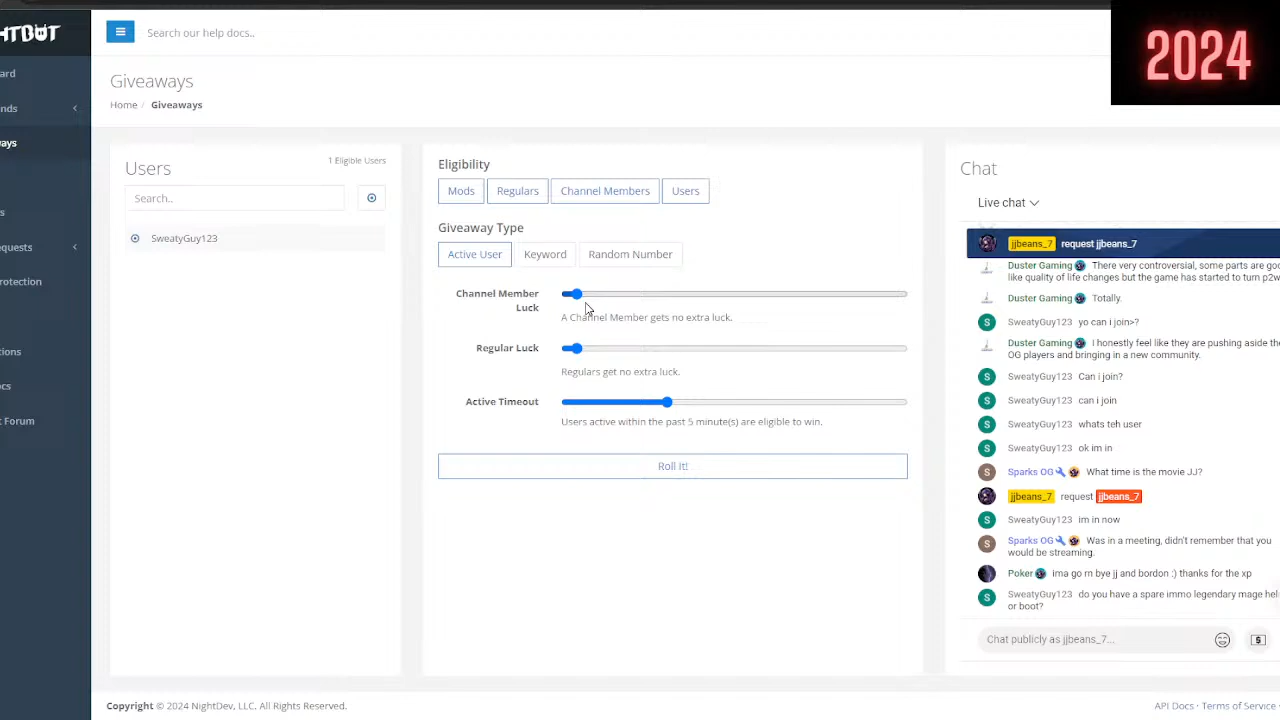 HTBOT
Search our help docs..
2024
ard
Giveaways
Home / Giveaways
nds
ways
s
equests
rotection
tions
cs
t Forum
Users
1 Eligible Users
Search..
SweatyGuy123
Eligibility
Mods Regulars Channel Members Users
Giveaway Type
Active User Keyword Random Number
Channel Member
Luck
A Channel Member gets no extra luck.
Regular Luck
Regulars get no extra luck.
Active Timeout
Users active within the past 5 minute(s) are eligible to win.
Roll It!
Chat
Live chat
jjbeans_7 request jjbeans_7
Duster Gaming There very controversial, some parts are goo
like quality of life changes but the game has started to turn p2w
Duster Gaming Totally.
S SweatyGuy123 yo can i join>?
Duster Gaming I honestly feel like they are pushing aside the
OG players and bringing in a new community.
S SweatyGuy123 Can i join?
S SweatyGuy123 can i join
S SweatyGuy123 whats teh user
S SweatyGuy123 ok im in
S Sparks OG What time is the movie JJ?
jjbeans_7 request jjbeans_7
S SweatyGuy123 im in now
S Sparks OG Was in a meeting, didn't remember that you
would be streaming.
Poker ima go rn bye jj and bordon :) thanks for the xp
S SweatyGuy123 do you have a spare immo legendary mage hel
or boot?
Chat publicly as jjbeans_7...
Copyright © 2024 NightDev, LLC. All Rights Reserved.
API Docs · Terms of Service ·